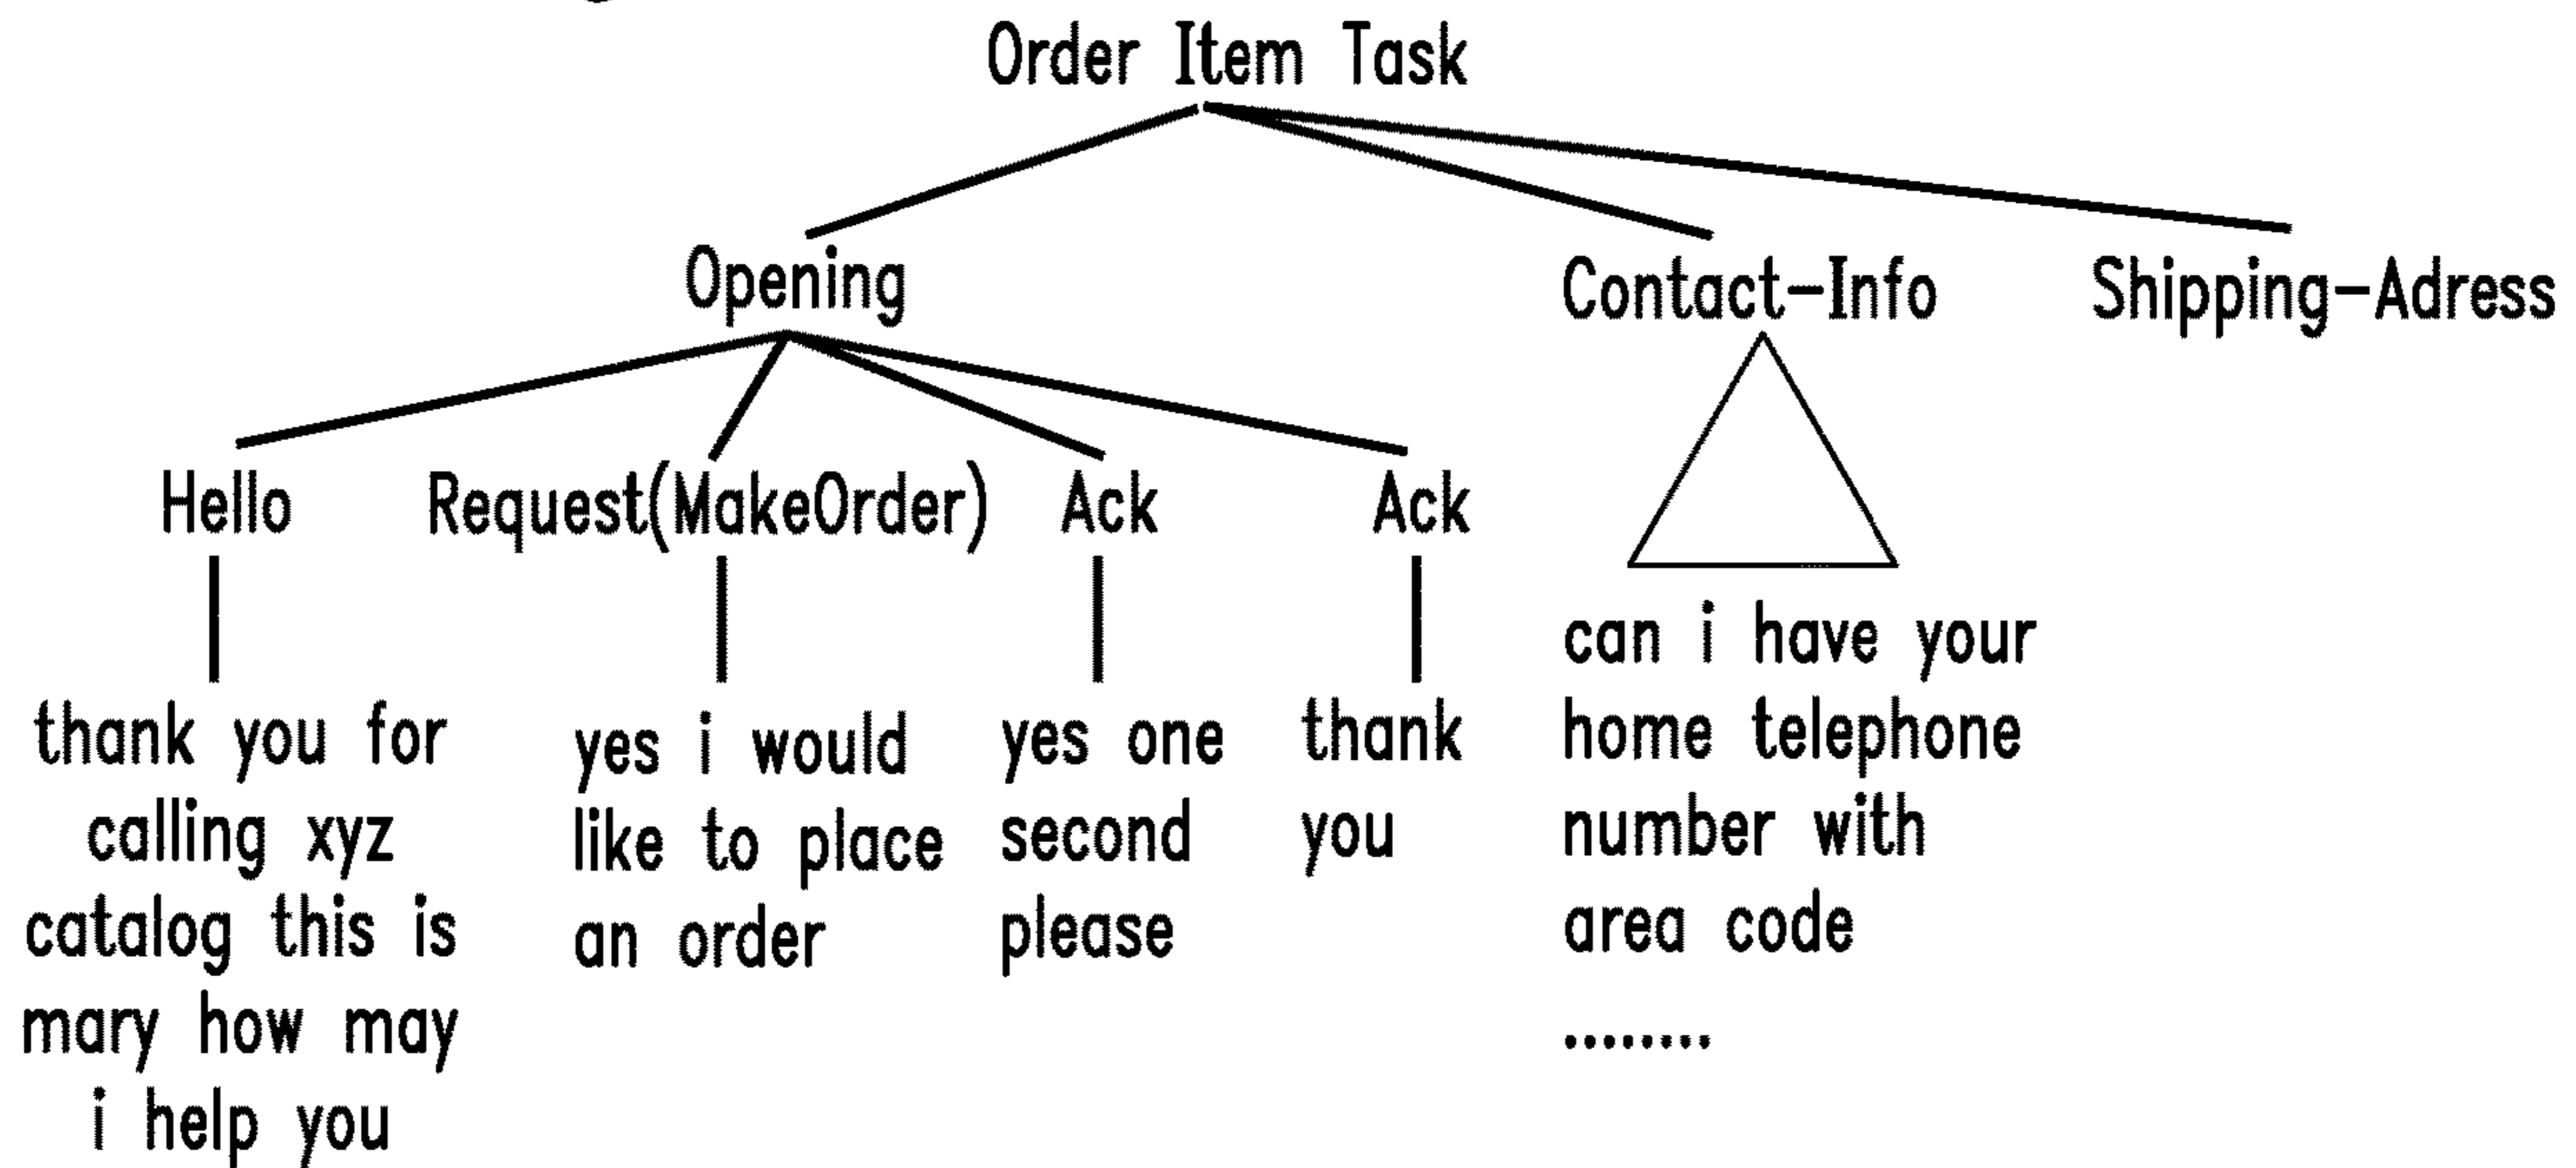 Order Item Task
Opening
Contact-Info
Shipping-Adress
Hello
Request(MakeOrder)
Ack
Ack
thank you for
calling xyz
catalog this is
mary how may
i help you
yes i would
like to place
an order
yes one
second
please
thank
you
can i have your
home telephone
number with
area code
........